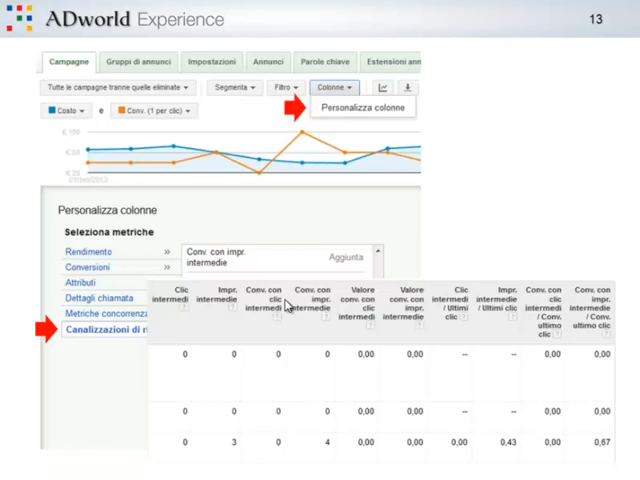 ADworld Experience
13
Campagne Gruppi di annunci Impostazioni Annunci Parole chiave Estensioni ann
Tutte le campagne tranne quelle eliminate Segmenta Filtro Colonne
Costo e Conv. (1 per clic)
Personalizza colonne
Personalizza colonne
Seleziona metriche
Rendimento »
Conversioni »
Attributi
Dettagli chiamata
Metriche concorrenza
Canalizzazioni di r
Conv. con impr.
intermedie
Aggiunta
Clic
intermedi ?
Impr.
intermedie ?
Conv. con
clic
intermedi ?
Conv. con
impr.
intermedie ?
Valore
conv. con
clic
intermedi ?
Valore
conv. con
impr.
intermedie ?
Clic
intermedi
/ Ultimi
clic ?
Impr.
intermedie
/ Ultimi
clic ?
Conv. con
clic
intermedi
/ Conv.
ultimo
clic ?
Conv. con
impr.
intermedie
/ Conv.
ultimo clic ?
0 0 0 0 0,00 0,00 -- -- 0,00 0,00
0 0 0 0 0,00 0,00 -- -- 0,00 0,00
0 3 0 4 0,00 0,00 0,00 0,43 0,00 0,67